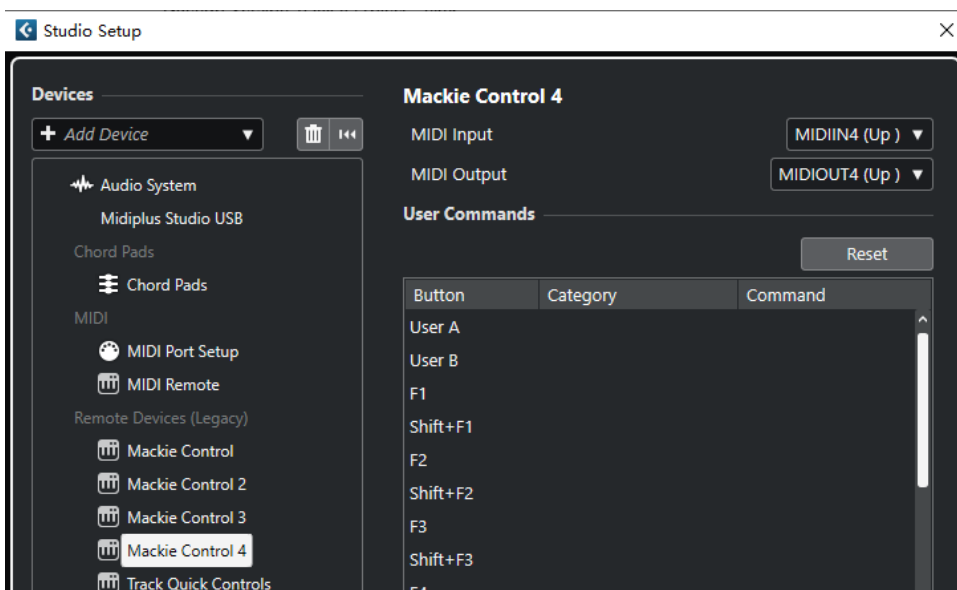 Studio Setup
Devices
Add Device
Audio System
Midiplus Studio USB
Chord Pads
Chord Pads
MIDI
MIDI Port Setup
MIDI Remote
Remote Devices (Legacy)
Mackie Control
Mackie Control 2
Mackie Control 3
Mackie Control 4
Track Quick Controls
Mackie Control 4
MIDI Input MIDIIN4 (Up )
MIDI Output MIDIOUT4 (Up )
User Commands
Reset
Button Category Command
User A
User B
F1
Shift+F1
F2
Shift+F2
F3
Shift+F3